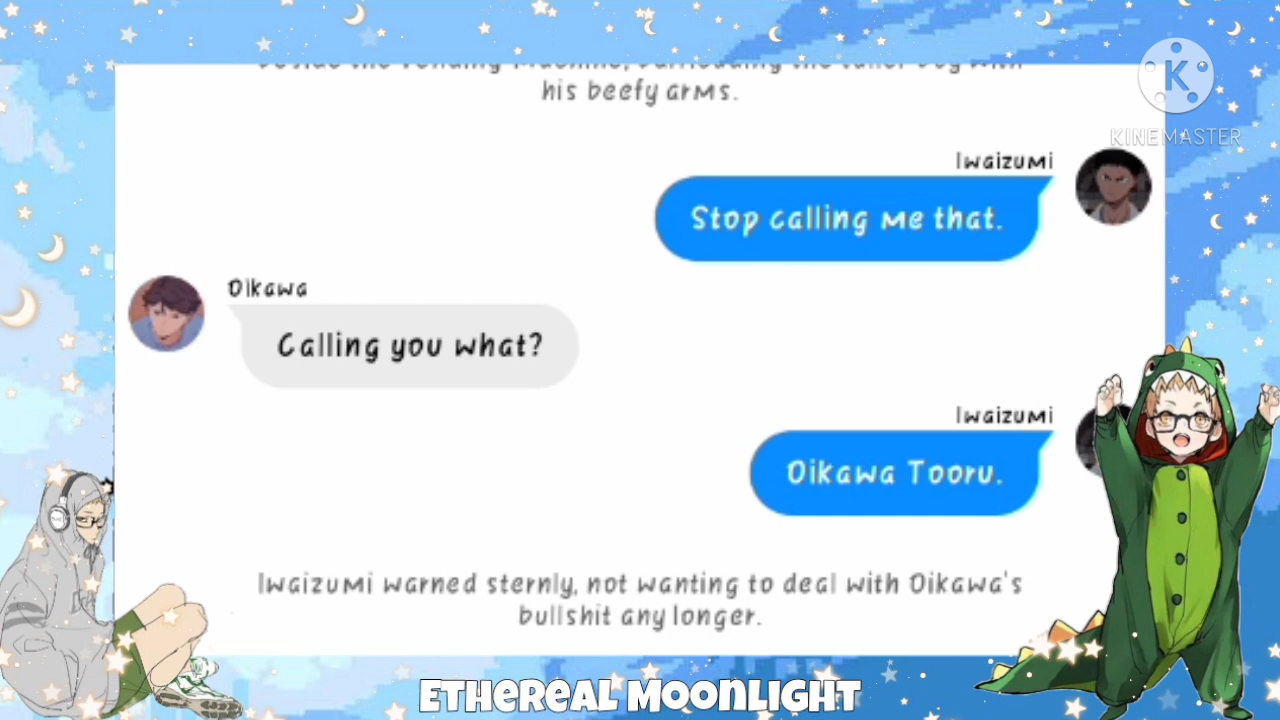 his beefy arms.
K
KINEMASTER
Iwaizumi
Stop calling me that.
Oikawa
Calling you what?
Iwaizumi
Oikawa Tooru.
Iwaizumi warned sternly, not wanting to deal with Oikawa's
bullshit any longer.
Ethereal Moonlight